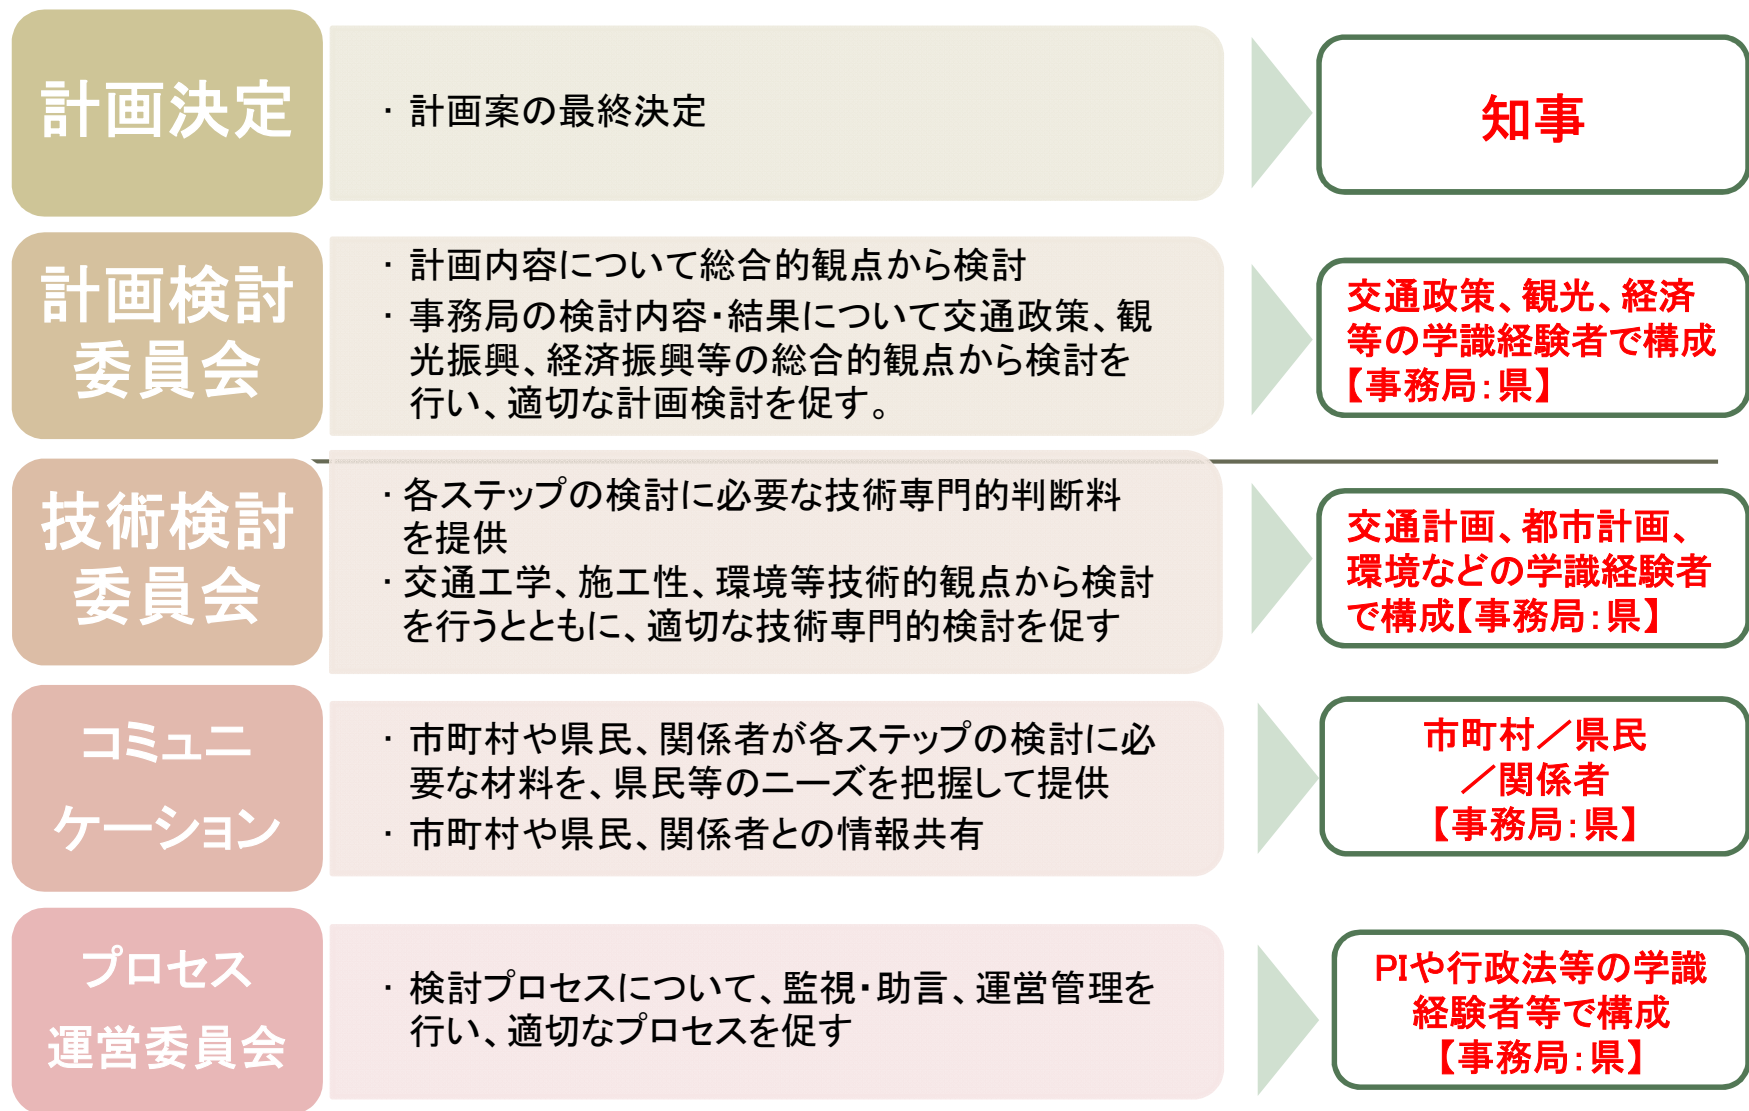 計画決定
・計画案の最終決定
知事
計画検討
委員会
・計画内容について総合的観点から検討
・事務局の検討内容・結果について交通政策、観
光振興、経済振興等の総合的観点から検討を
行い、適切な計画検討を促す。
交通政策、観光、経済
等の学識経験者で構成
【事務局:県】
技術検討
委員会
・各ステップの検討に必要な技術専門的判断料
を提供
・交通工学、施工性、環境等技術的観点から検討
を行うとともに、適切な技術専門的検討を促す
交通計画、都市計画、
環境などの学識経験者
で構成【事務局:県】
コミュニ
ケーション
・市町村や県民、関係者が各ステップの検討に必
要な材料を、県民等のニーズを把握して提供
・市町村や県民、関係者との情報共有
市町村/県民
/関係者
【事務局:県】
プロセス
運営委員会
・検討プロセスについて、監視・助言、運営管理を
行い、適切なプロセスを促す
PIや行政法等の学識
経験者等で構成
【事務局:県】